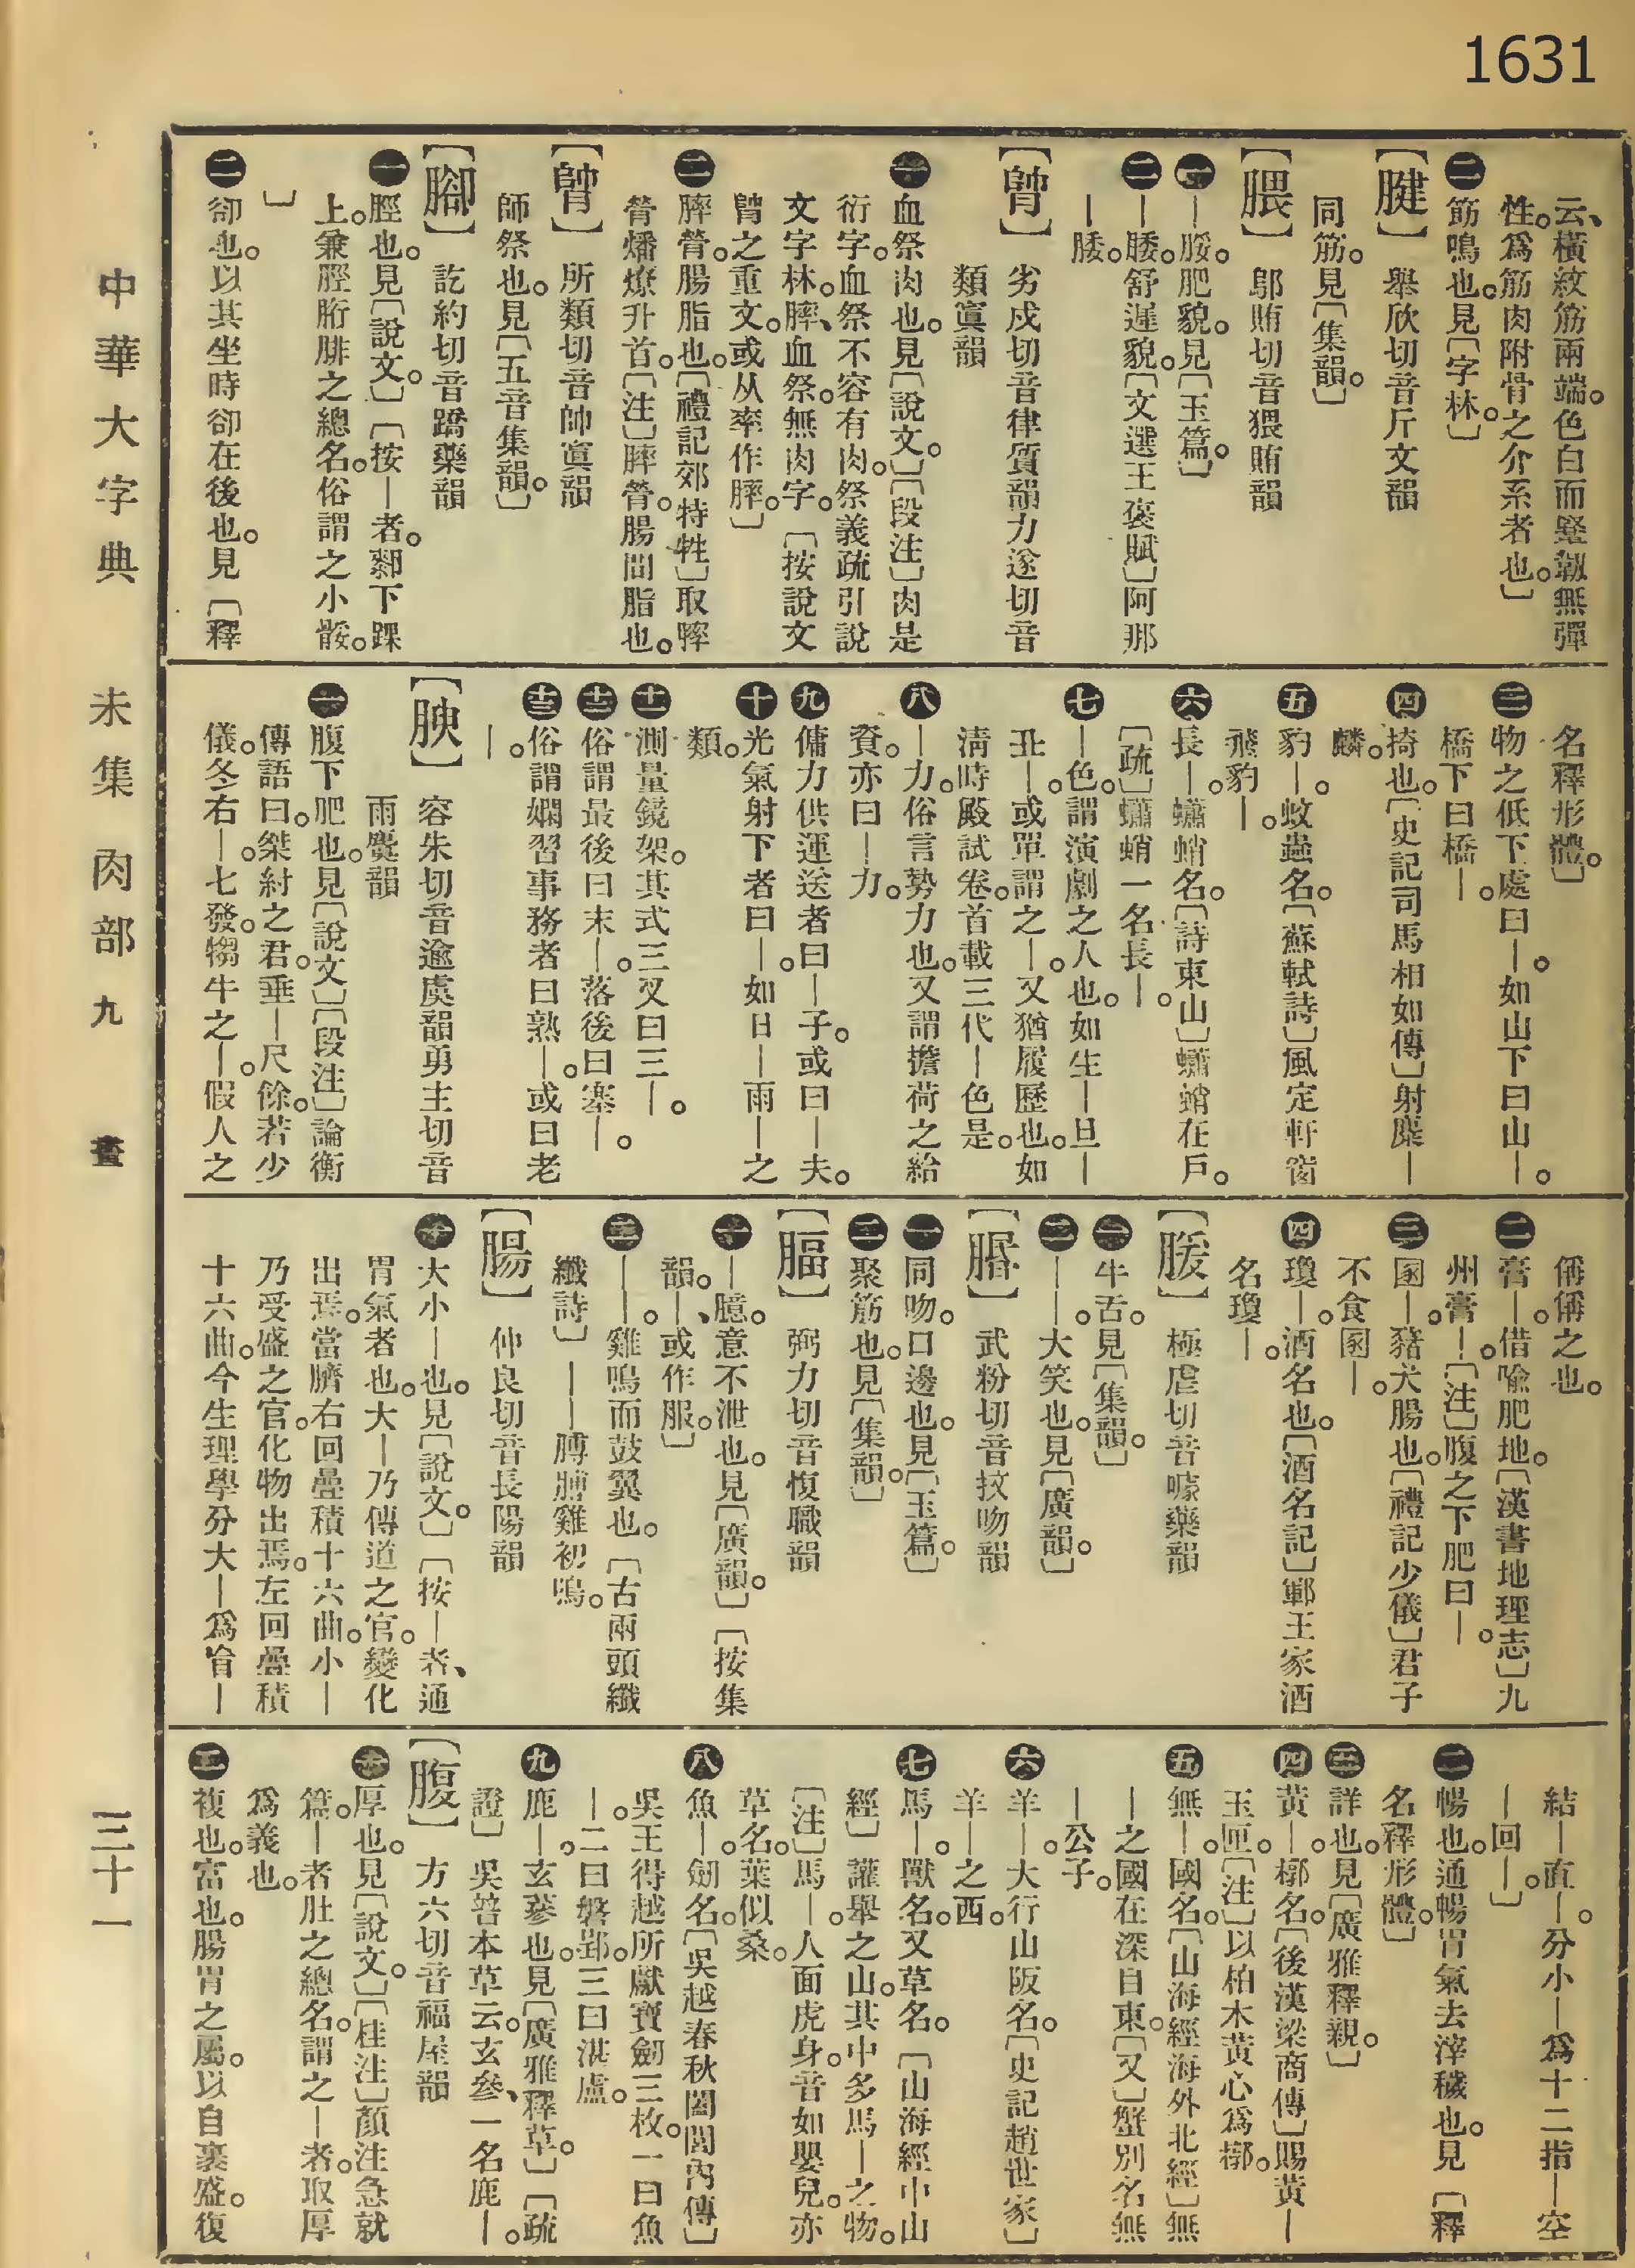 1631
云、橫紋筋兩端。色白而堅韌無彈
性。爲筋肉附骨之介系者也。〕
㊁筋鳴也。見〔字林。〕
【腱】舉欣切音斤文韻
同筋。見〔集韻。〕
【腲】鄔賄切音猥賄韻
㊀—脮。肥貌。見〔玉篇。〕
㊁—腇。舒遲貌。〔文選王褒賦〕阿那
—腇。
【膟】劣戍切音律質韻力遂切音
類寘韻
㊀血祭肉也。見〔說文。〕〔段注〕肉是
衍字。血祭不容有肉。祭義疏引說
文字林。膟、血祭。無肉字。〔按說文
膟之重文。或从率作膟。〕
㊁膟膋。腸脂也。〔禮記郊特牲〕取膟
膋燔燎升首。〔注〕膟膋。腸間脂也。
所類切音帥寘韻
師祭也。見〔五音集韻。〕
【腳】訖約切音蹻藥韻
㊀脛也。見〔說文。〕〔按—者。䣛下踝
上。兼脛胻腓之總名。俗謂之小骽。
〕
㊁卻也。以其坐時卻在後也。見〔釋
名釋形體。〕
㊂物之低下處曰—。如山下曰山—。
橋下曰橋—。
㊃掎也。〔史記司馬相如傳〕射麋—
麟。
㊄豹—。蚊蟲名。〔蘇軾詩〕風定軒窗
飛豹—。
㊅長—。蠨蛸名。〔詩東山〕蠨蛸在戶。
〔疏〕蠨蛸一名長—。
㊆—色。謂演劇之人也。如生—旦—
丑—。或單謂之—。又猶履歷也。如
淸時殿試卷。首載三代—色是。
㊇—力。俗言勢力也。又謂擔荷之給
資。亦曰—力。
㊈傭力供運送者曰—子。或曰—夫。
㊉光氣射下者曰—。如日—雨—之
類。
十一測量鏡架。其式三叉曰三—。
十二俗謂最後曰末—。落後曰塞—。
十三俗謂嫻習事務者曰熟—。或曰老
—。
【腴】容朱切音逾虞韻勇主切音
雨麌韻
㊀腹下肥也。見〔說文〕〔段注〕論衡
傳語曰。桀紂之君。垂—尺餘。若少
儀。冬右—。七發。犓牛之—。假人之
偁偁之也。
㊁膏—。借喩肥地。〔漢書地理志〕九
州膏—。〔注〕腹之下肥曰—。
㊂圂—。豬犬腸也。〔禮記少儀〕君子
不食圂—。
㊃瓊—。酒名也。〔酒名記〕鄆王家酒
名瓊—。
【腏】極虐切音噱藥韻
㊀牛舌。見〔集韻。〕
㊁——。大笑也。見〔廣韻。〕
【脗】武粉切音抆吻韻
㊀同吻。口邊也。見〔玉篇。〕
㊁聚筋也。見〔集韻。〕
【腷】弼力切音愎職韻
㊀—臆。意不泄也。見〔廣韻。〕〔按集
韻。—、或作服。〕
㊁——。雞鳴而鼓翼也。〔古兩頭纖
纖詩〕——膊膊雞初鳴。
【腸】仲良切音長陽韻
㊀大小—也。見〔說文。〕〔按—者、通
胃氣者也。大—乃傳道之官。變化
出焉。當臍右回疊積十六曲。小—
乃受盛之官。化物出焉。左回疊積
十六曲。今生理學分大—爲盲—
結—直—。分小—爲十二指—空
—回—。〕
㊁暢也。通暢胃氣去滓穢也。見〔釋
名釋形體。〕
㊂詳也。見〔廣雅釋親。〕
㊃黃—。槨名。〔後漢梁商傳〕賜黃—
玉匣。〔注〕以柏木黃心爲槨。
㊄無—。國名。〔山海經海外北經〕無
—之國在深目東。〔又〕蟹別名無
—公子。
㊅羊—。大行山阪名。〔史記趙世家〕
羊—之西。
㊆馬—。獸名。又草名。〔山海經中山
經〕讙舉之山。其中多馬—之物。
〔注〕馬—。人面虎身。音如嬰兒。亦
草名。葉似桑。
㊇魚—。劍名。〔吳越春秋闔閭內傳〕
吳王得越所獻寶劍三枚。一曰魚
—。二曰磐郢。三曰湛盧。
㊈鹿—。玄蔘也。見〔廣雅釋草。〕〔疏
證〕吳普本草云。玄參、一名鹿—。
【腹】方六切音福屋韻
㊀厚也。見〔說文。〕〔桂注〕顏注急就
篇。—者肚之總名。謂之—者。取厚
爲義也。
㊁複也。富也。腸胃之屬。以自裹盛。復
中華大字典　未集　肉部　九　畫　三十一